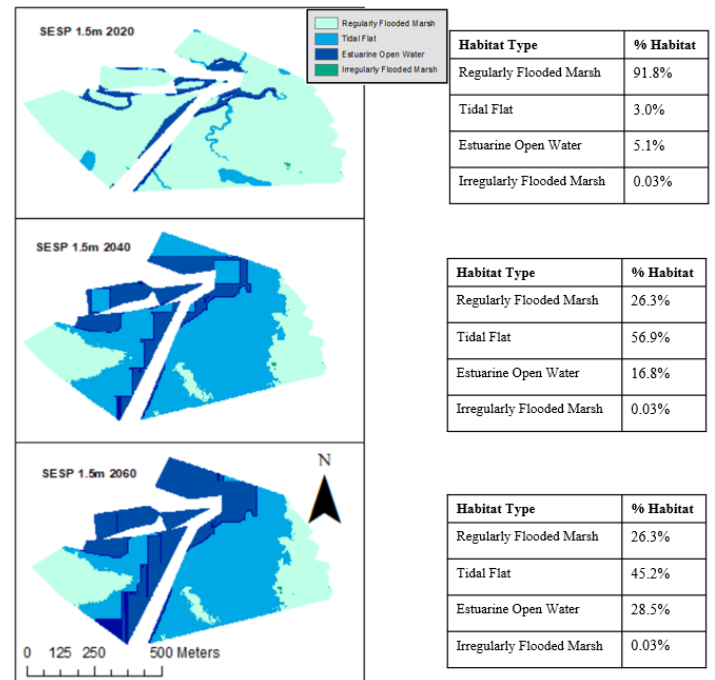 SESP 1.5m 2020
Regularly Flooded Marsh
Tidal Flat
Estuarine Open Water
Irregularly Flooded Marsh
Habitat Type % Habitat
Regularly Flooded Marsh 91.8%
Tidal Flat 3.0%
Estuarine Open Water 5.1%
Irregularly Flooded Marsh 0.03%
SESP 1.5m 2040
Habitat Type % Habitat
Regularly Flooded Marsh 26.3%
Tidal Flat 56.9%
Estuarine Open Water 16.8%
Irregularly Flooded Marsh 0.03%
SESP 1.5m 2060
N
0 125 250 500 Meters
Habitat Type % Habitat
Regularly Flooded Marsh 26.3%
Tidal Flat 45.2%
Estuarine Open Water 28.5%
Irregularly Flooded Marsh 0.03%